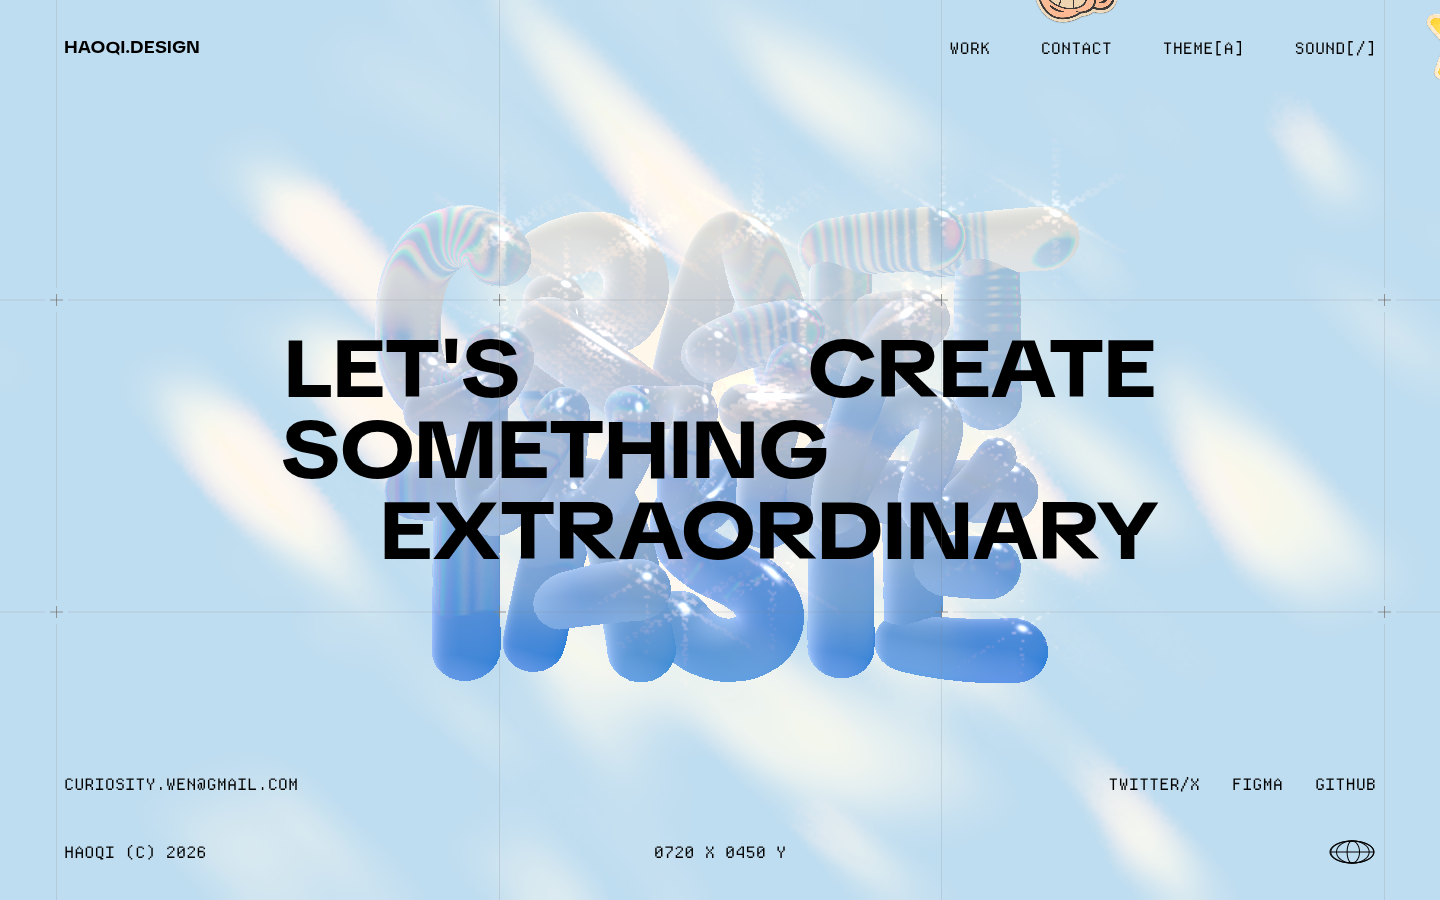 HAOQI.DESIGN
WORK CONTACT THEME[A] SOUND[/]
LET'S CREATE
SOMETHING
EXTRAORDINARY
CURIOSITY.WEN@GMAIL.COM
TWITTER/X FIGMA GITHUB
HAOQI (C) 2026
0720 X 0450 Y